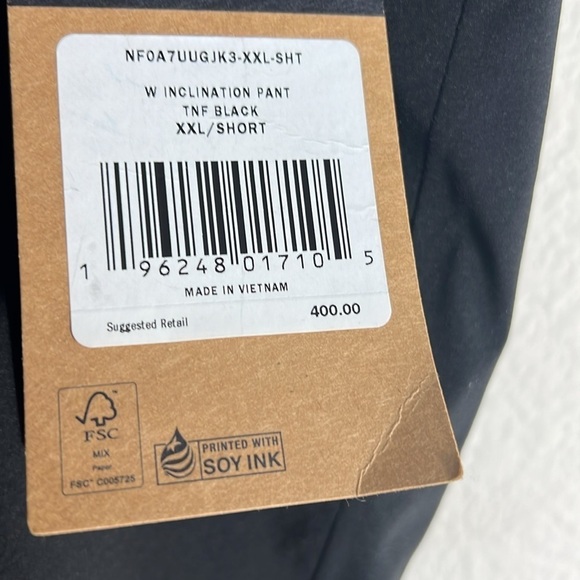 NF0A7UUGJK3-XXL-SHT
W INCLINATION PANT
TNF BLACK
XXL/SHORT
1 96248 01710 5
MADE IN VIETNAM
Suggested Retail 400.00
FSC
MIX
Paper
FSC™ C005725
PRINTED WITH
SOY INK